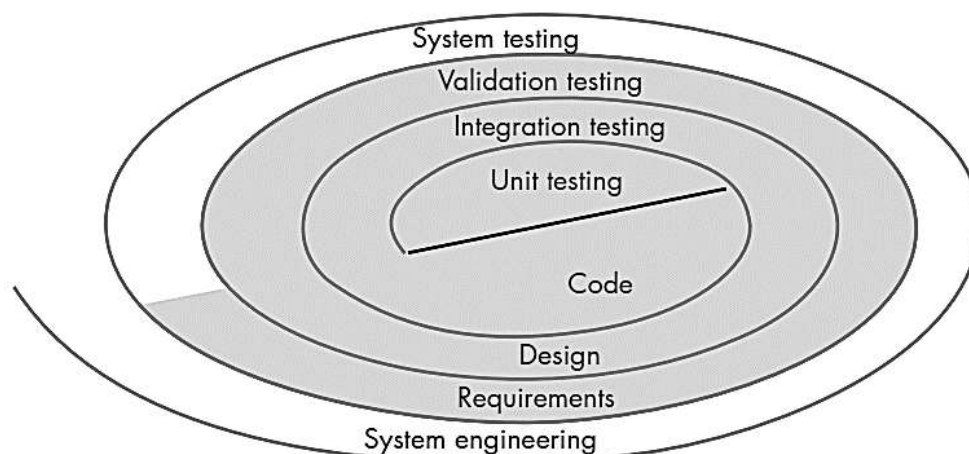 System testing
Validation testing
Integration testing
Unit testing
Code
Design
Requirements
System engineering